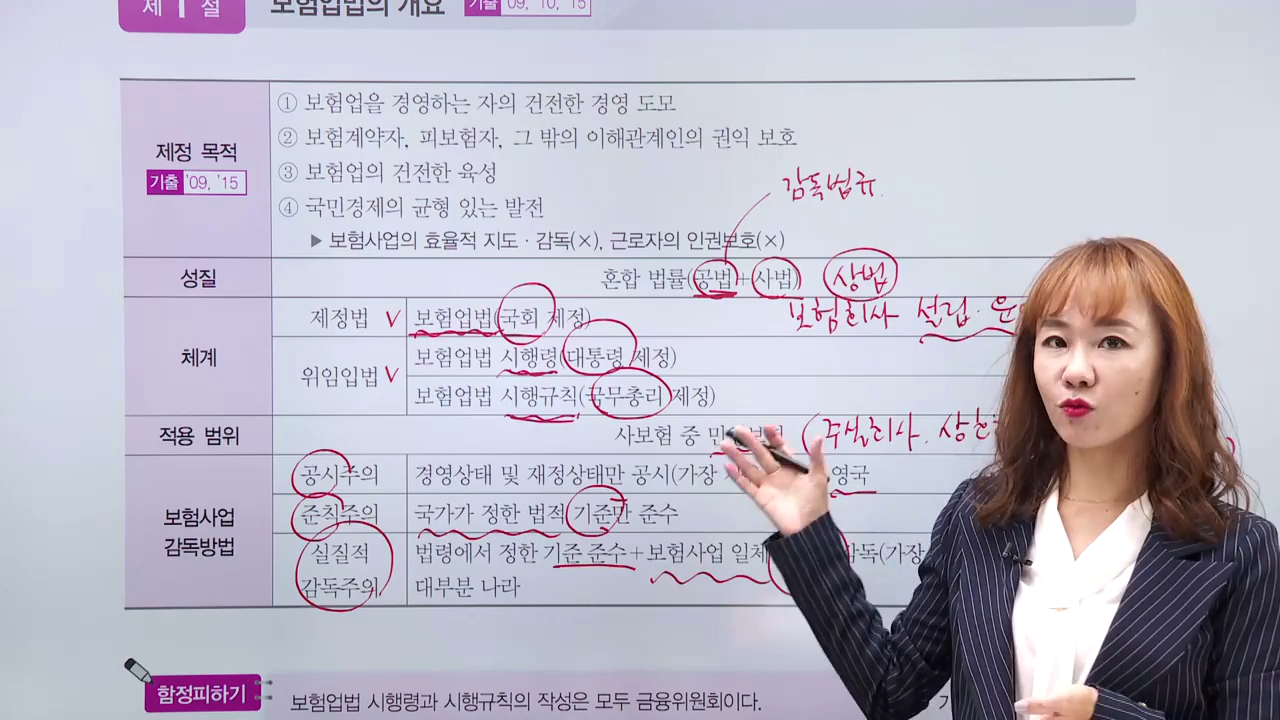 제 1 절 보험업법의 개요 기출 '09, '10, '15
제정 목적
기출 '09, '15
① 보험업을 경영하는 자의 건전한 경영 도모
② 보험계약자, 피보험자, 그 밖의 이해관계인의 권익 보호
③ 보험업의 건전한 육성
④ 국민경제의 균형 있는 발전
▶ 보험사업의 효율적 지도·감독(×), 근로자의 인권보호(×)
감독법규.
성질
혼합 법률(공법+사법) 상법
보험회사 설립·운
체계
제정법 V 보험업법(국회 제정)
위임입법 V
보험업법 시행령(대통령 제정)
보험업법 시행규칙(국무총리 제정)
적용 범위
사보험 중 (주식회사.
보험사업
감독방법
공시주의 경영상태 및 재정상태만 공시(가장 영국
준칙주의 국가가 정한 법적 기준만 준수
실질적
감독주의
법령에서 정한 기준 준수+보험사업 일체 감독(가장
대부분 나라
함정피하기 보험업법 시행령과 시행규칙의 작성은 모두 금융위원회이다.